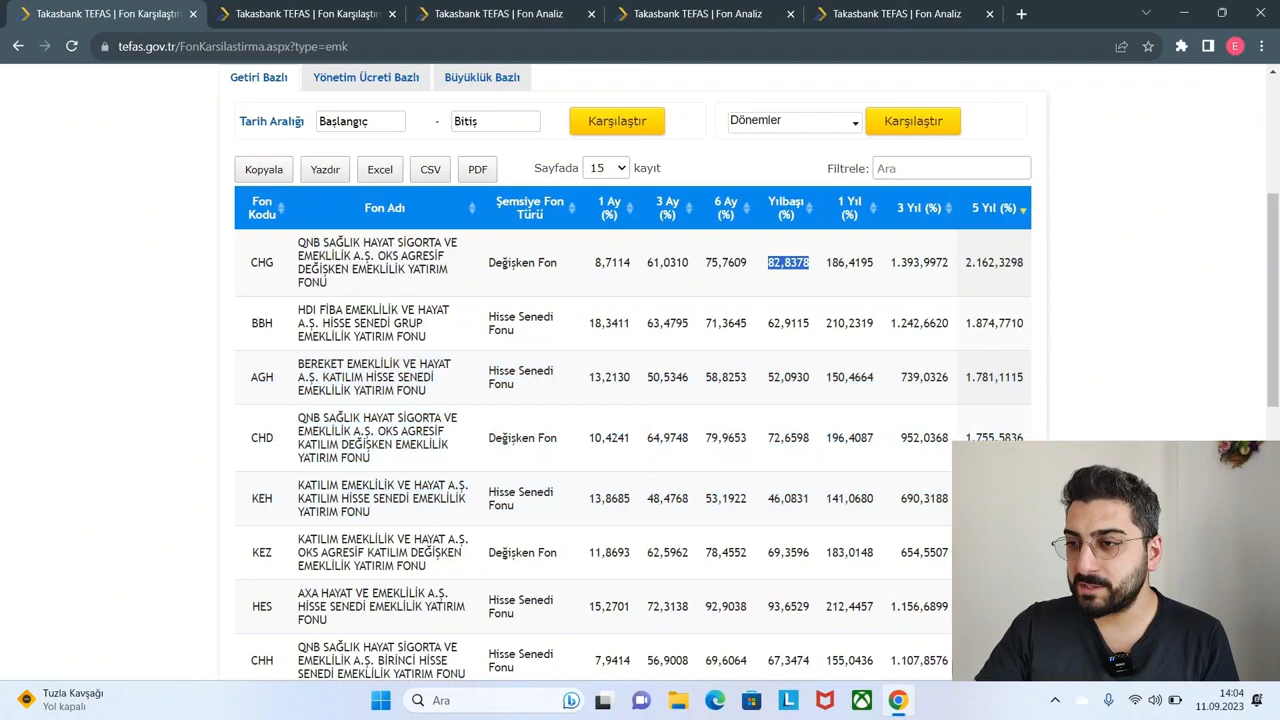 Takasbank TEFAS | Fon Karşılaştır
Takasbank TEFAS | Fon Karşılaştır
Takasbank TEFAS | Fon Analiz
Takasbank TEFAS | Fon Analiz
Takasbank TEFAS | Fon Analiz
tefas.gov.tr/FonKarsilastirma.aspx?type=emk
E
Getiri Bazlı
Yönetim Ücreti Bazlı
Büyüklük Bazlı
Tarih Aralığı
Başlangıç
-
Bitiş
Karşılaştır
Dönemler
Karşılaştır
Kopyala
Yazdır
Excel
CSV
PDF
Sayfada 15 kayıt
Filtrele: Ara
Fon
Kodu
Fon Adı
Şemsiye Fon
Türü
1 Ay
(%)
3 Ay
(%)
6 Ay
(%)
Yılbaşı
(%)
1 Yıl
(%)
3 Yıl (%)
5 Yıl (%)
CHG
QNB SAĞLIK HAYAT SİGORTA VE
EMEKLİLİK A.Ş. OKS AGRESİF
DEĞİŞKEN EMEKLİLİK YATIRIM
FONU
Değişken Fon
8,7114
61,0310
75,7609
82,8378
186,4195
1.393,9972
2.162,3298
BBH
HDI FİBA EMEKLİLİK VE HAYAT
A.Ş. HİSSE SENEDİ GRUP
EMEKLİLİK YATIRIM FONU
Hisse Senedi
Fonu
18,3411
63,4795
71,3645
62,9115
210,2319
1.242,6620
1.874,7710
AGH
BEREKET EMEKLİLİK VE HAYAT
A.Ş. KATILIM HİSSE SENEDİ
EMEKLİLİK YATIRIM FONU
Hisse Senedi
Fonu
13,2130
50,5346
58,8253
52,0930
150,4664
739,0326
1.781,1115
CHD
QNB SAĞLIK HAYAT SİGORTA VE
EMEKLİLİK A.Ş. OKS AGRESİF
KATILIM DEĞİŞKEN EMEKLİLİK
YATIRIM FONU
Değişken Fon
10,4241
64,9748
79,9653
72,6598
196,4087
952,0368
1.755,5836
KEH
KATILIM EMEKLİLİK VE HAYAT A.Ş.
KATILIM HİSSE SENEDİ EMEKLİLİK
YATIRIM FONU
Hisse Senedi
Fonu
13,8685
48,4768
53,1922
46,0831
141,0680
690,3188
KEZ
KATILIM EMEKLİLİK VE HAYAT A.Ş.
OKS AGRESİF KATILIM DEĞİŞKEN
EMEKLİLİK YATIRIM FONU
Değişken Fon
11,8693
62,5962
78,4552
69,3596
183,0148
654,5507
HES
AXA HAYAT VE EMEKLİLİK A.Ş.
HİSSE SENEDİ EMEKLİLİK YATIRIM
FONU
Hisse Senedi
Fonu
15,2701
72,3138
92,9038
93,6529
212,4457
1.156,6899
CHH
QNB SAĞLIK HAYAT SİGORTA VE
EMEKLİLİK A.Ş. BİRİNCİ HİSSE
SENEDİ EMEKLİLİK YATIRIM FONU
Hisse Senedi
Fonu
7,9414
56,9008
69,6064
67,3474
155,0436
1.107,8576
Tuzla Kavşağı
Yol kapalı
Ara
14:04
11.09.2023